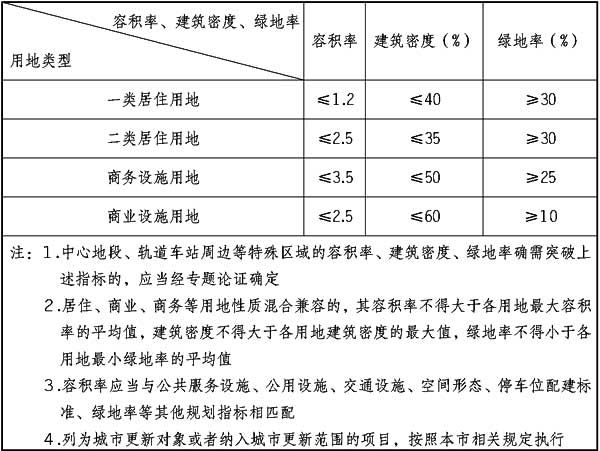 容积率、建筑密度、绿地率
用地类型
容积率 建筑密度(%) 绿地率(%)
一类居住用地 ≤1.2 ≤40 ≥30
二类居住用地 ≤2.5 ≤35 ≥30
商务设施用地 ≤3.5 ≤50 ≥25
商业设施用地 ≤2.5 ≤60 ≥10
注：1.中心地段、轨道车站周边等特殊区域的容积率、建筑密度、绿地率确需突破上
述指标的，应当经专题论证确定
2.居住、商业、商务等用地性质混合兼容的，其容积率不得大于各用地最大容积
率的平均值，建筑密度不得大于各用地建筑密度的最大值，绿地率不得小于各
用地最小绿地率的平均值
3.容积率应当与公共服务设施、公用设施、交通设施、空间形态、停车位配建标
准、绿地率等其他规划指标相匹配
4.列为城市更新对象或者纳入城市更新范围的项目，按照本市相关规定执行